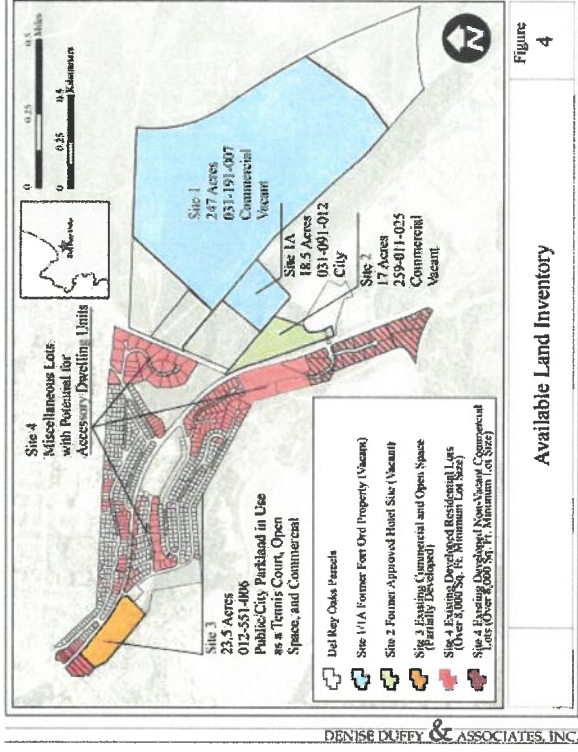 Site 4
Miscellaneous Lots
with Potential for
Accessory Dwelling Units
0
0.25
0.5
Miles
0
0.25
0.5
Kilometers
N
Site 1
247 Acres
031-191-007
Commercial
Vacant
Site 1A
18.5 Acres
031-091-012
City
Site 2
17 Acres
259-011-025
Commercial
Vacant
Site 3
23.5 Acres
012-551-006
Public/City Parkland in Use
as a Tennis Court, Open
Space, and Commercial
Del Rey Oaks Parcels
Site 1/1A Former Fort Ord Property (Vacant)
Site 2 Former Approved Hotel Site (Vacant)
Site 3 Existing Commercial and Open Space
(Partially Developed)
Site 4 Existing Developed Residential Lots
(Over 8,000 Sq. Ft. Minimum Lot Size)
Site 4 Existing Developed Non-Vacant Commercial
Lots (Over 8,000 Sq. Ft. Minimum Lot Size)
Available Land Inventory
Figure
4
DENISE DUFFY & ASSOCIATES, INC.